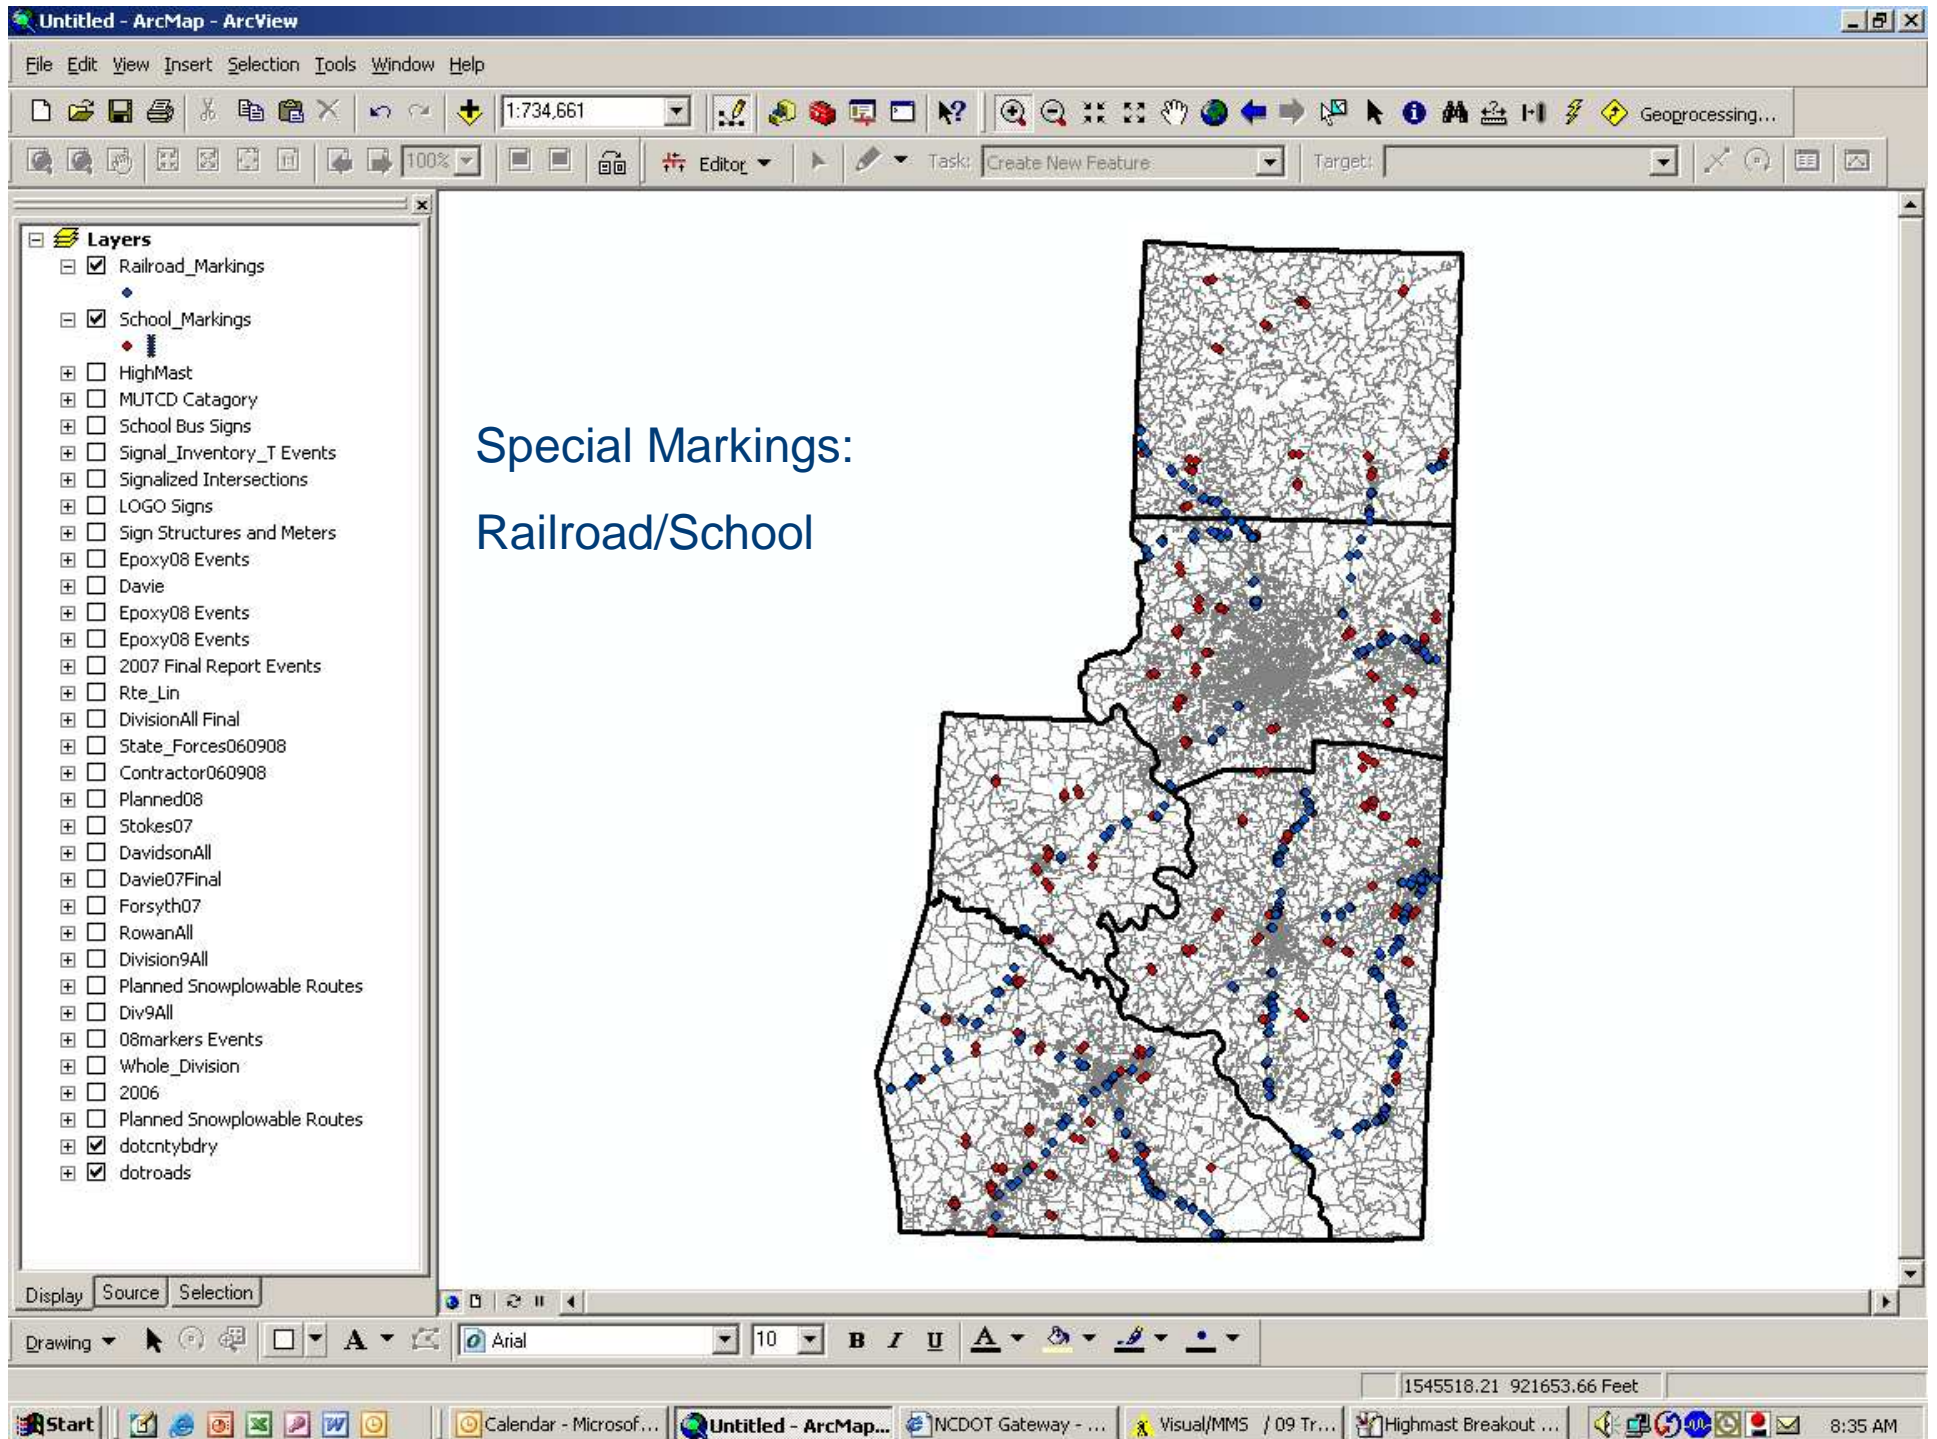 Untitled - ArcMap - ArcView
File Edit View Insert Selection Tools Window Help
1:734,661
Geoprocessing...
100%
Editor
Task:
Create New Feature
Target:
Layers
Railroad_Markings
School_Markings
HighMast
MUTCD Catagory
School Bus Signs
Signal_Inventory_T Events
Signalized Intersections
LOGO Signs
Sign Structures and Meters
Epoxy08 Events
Davie
Epoxy08 Events
Epoxy08 Events
2007 Final Report Events
Rte_Lin
DivisionAll Final
State_Forces060908
Contractor060908
Planned08
Stokes07
DavidsonAll
Davie07Final
Forsyth07
RowanAll
Division9All
Planned Snowplowable Routes
Div9All
08markers Events
Whole_Division
2006
Planned Snowplowable Routes
dotcntybdry
dotroads
Special Markings:
Railroad/School
Display Source Selection
Drawing
A
Arial
10
B I U A
1545518.21 921653.66 Feet
Start
Calendar - Microsof...
Untitled - ArcMap...
NCDOT Gateway - ...
Visual/MMS / 09 Tr...
Highmast Breakout ...
8:35 AM